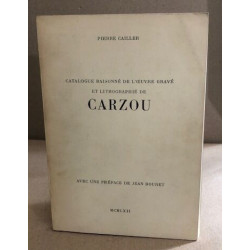 PIERRE CAILLER
CATALOGUE RAISONNÉ DE L'ŒUVRE GRAVÉ
ET LITHOGRAPHIÉ DE
CARZOU
AVEC UNE PRÉFACE DE JEAN BOURET
MCMLXII